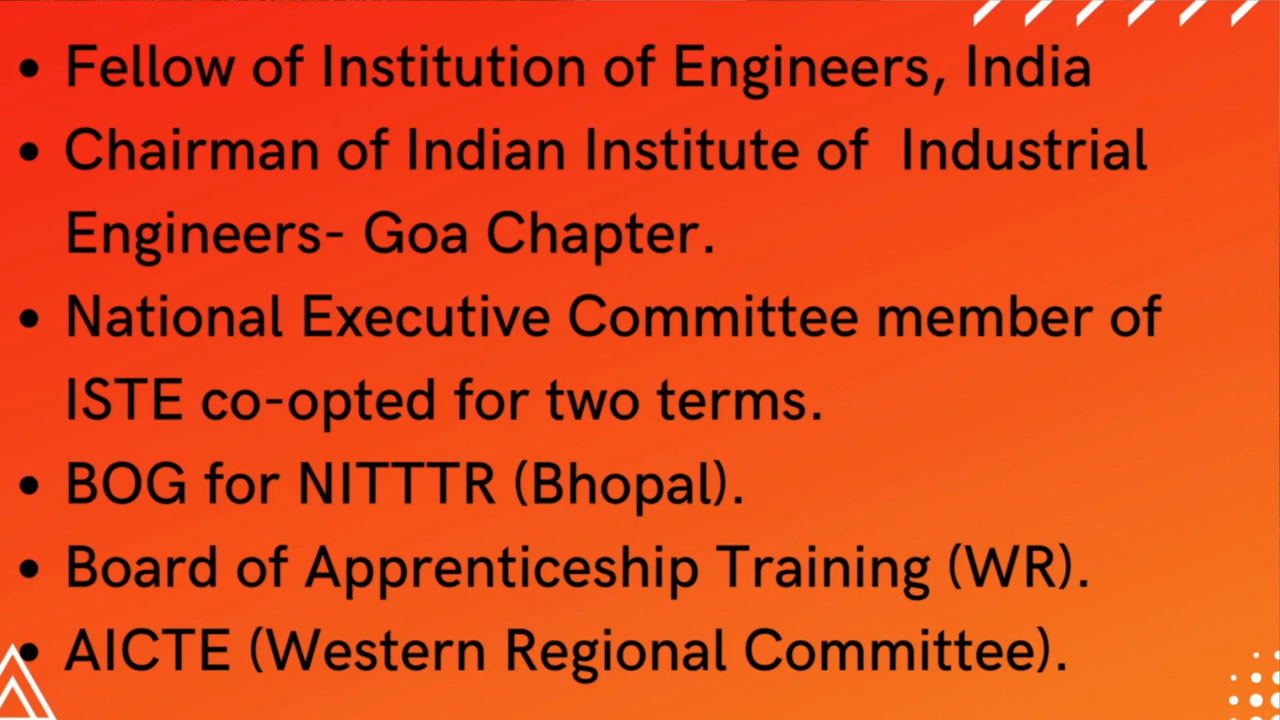 • Fellow of Institution of Engineers, India
• Chairman of Indian Institute of  Industrial
Engineers- Goa Chapter.
• National Executive Committee member of
ISTE co-opted for two terms.
• BOG for NITTTR (Bhopal).
• Board of Apprenticeship Training (WR).
• AICTE (Western Regional Committee).